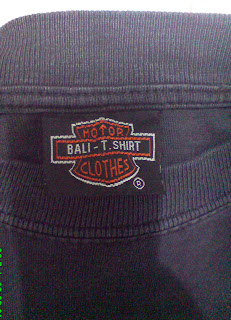 MOTOR
BALI - T. SHIRT
CLOTHES
®